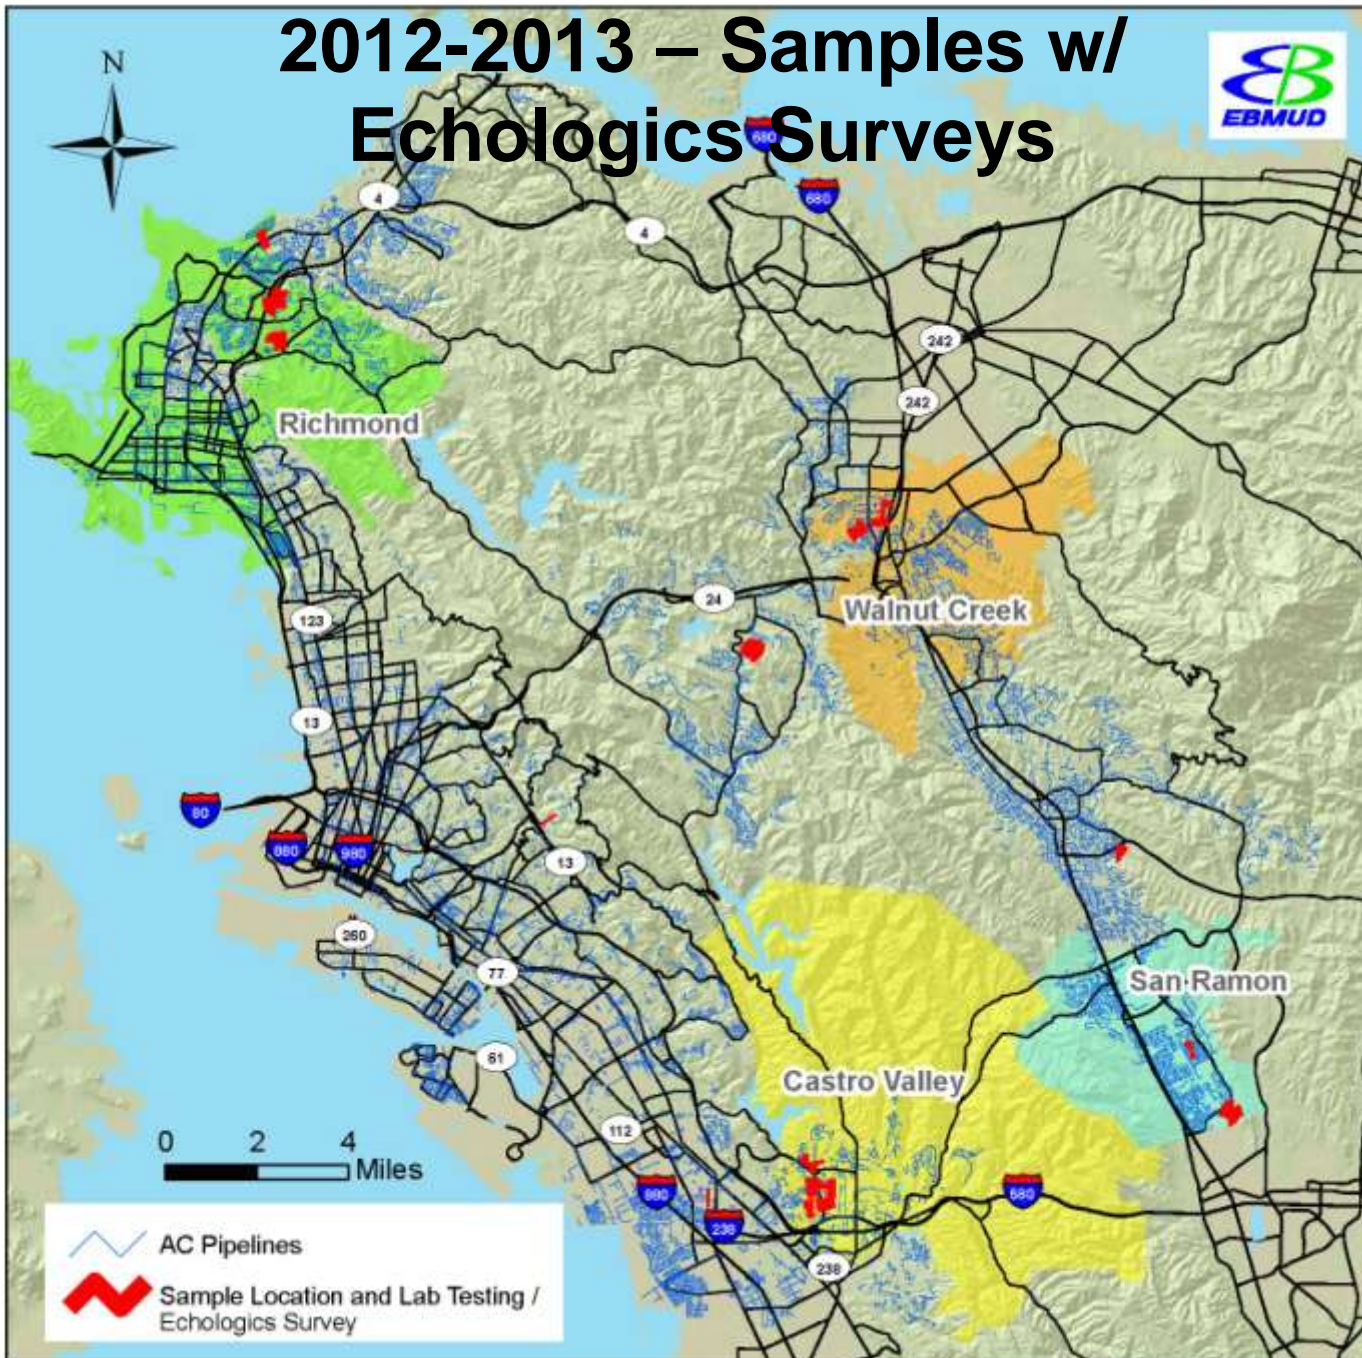 2012-2013 – Samples w/
Echologics Surveys
N
EBMUD
680
680
4
4
242
242
Richmond
Walnut Creek
24
123
13
80
880
980
13
260
77
San Ramon
61
Castro Valley
112
880
238
680
238
0 2 4
Miles
AC Pipelines
Sample Location and Lab Testing /
Echologics Survey